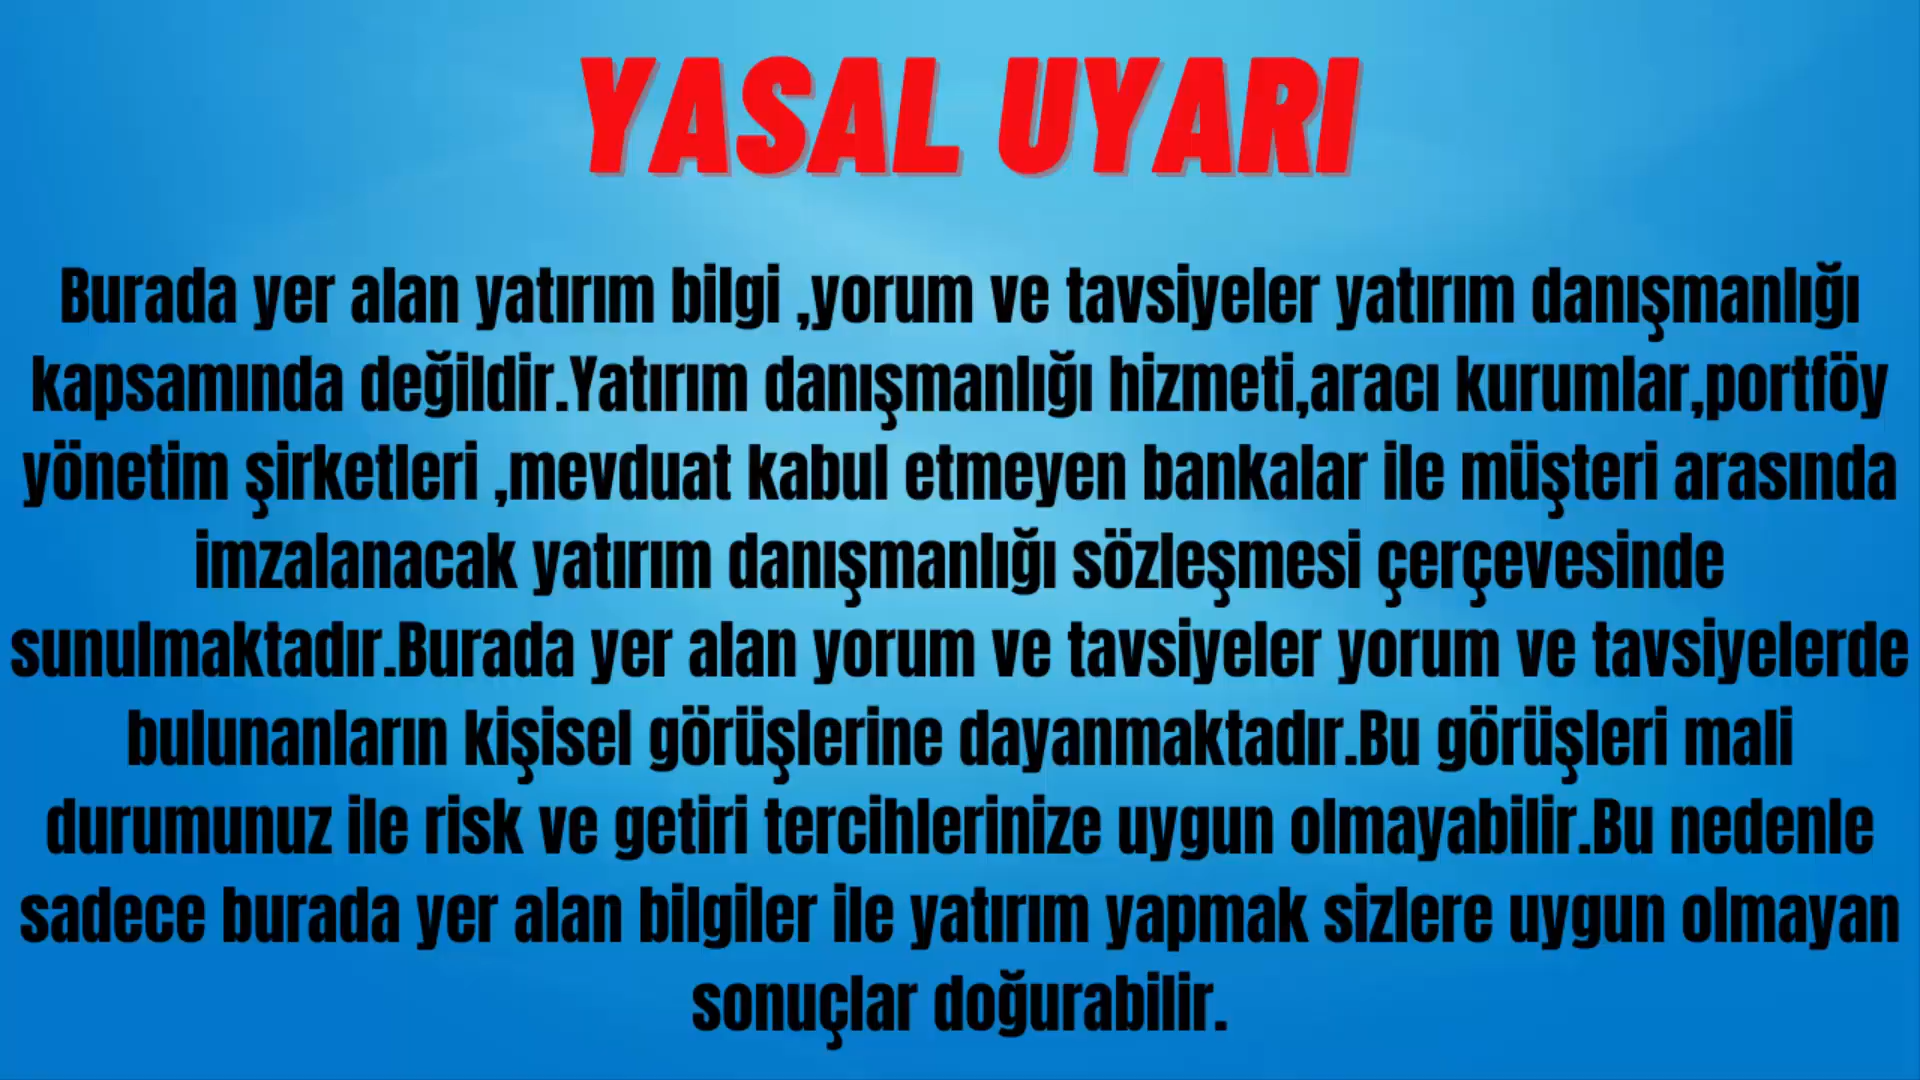 YASAL UYARI
Burada yer alan yatırım bilgi ,yorum ve tavsiyeler yatırım danışmanlığı
kapsamında değildir.Yatırım danışmanlığı hizmeti,aracı kurumlar,portföy
yönetim şirketleri ,mevduat kabul etmeyen bankalar ile müşteri arasında
imzalanacak yatırım danışmanlığı sözleşmesi çerçevesinde
sunulmaktadır.Burada yer alan yorum ve tavsiyeler yorum ve tavsiyelerde
bulunanların kişisel görüşlerine dayanmaktadır.Bu görüşleri mali
durumunuz ile risk ve getiri tercihlerinize uygun olmayabilir.Bu nedenle
sadece burada yer alan bilgiler ile yatırım yapmak sizlere uygun olmayan
sonuçlar doğurabilir.